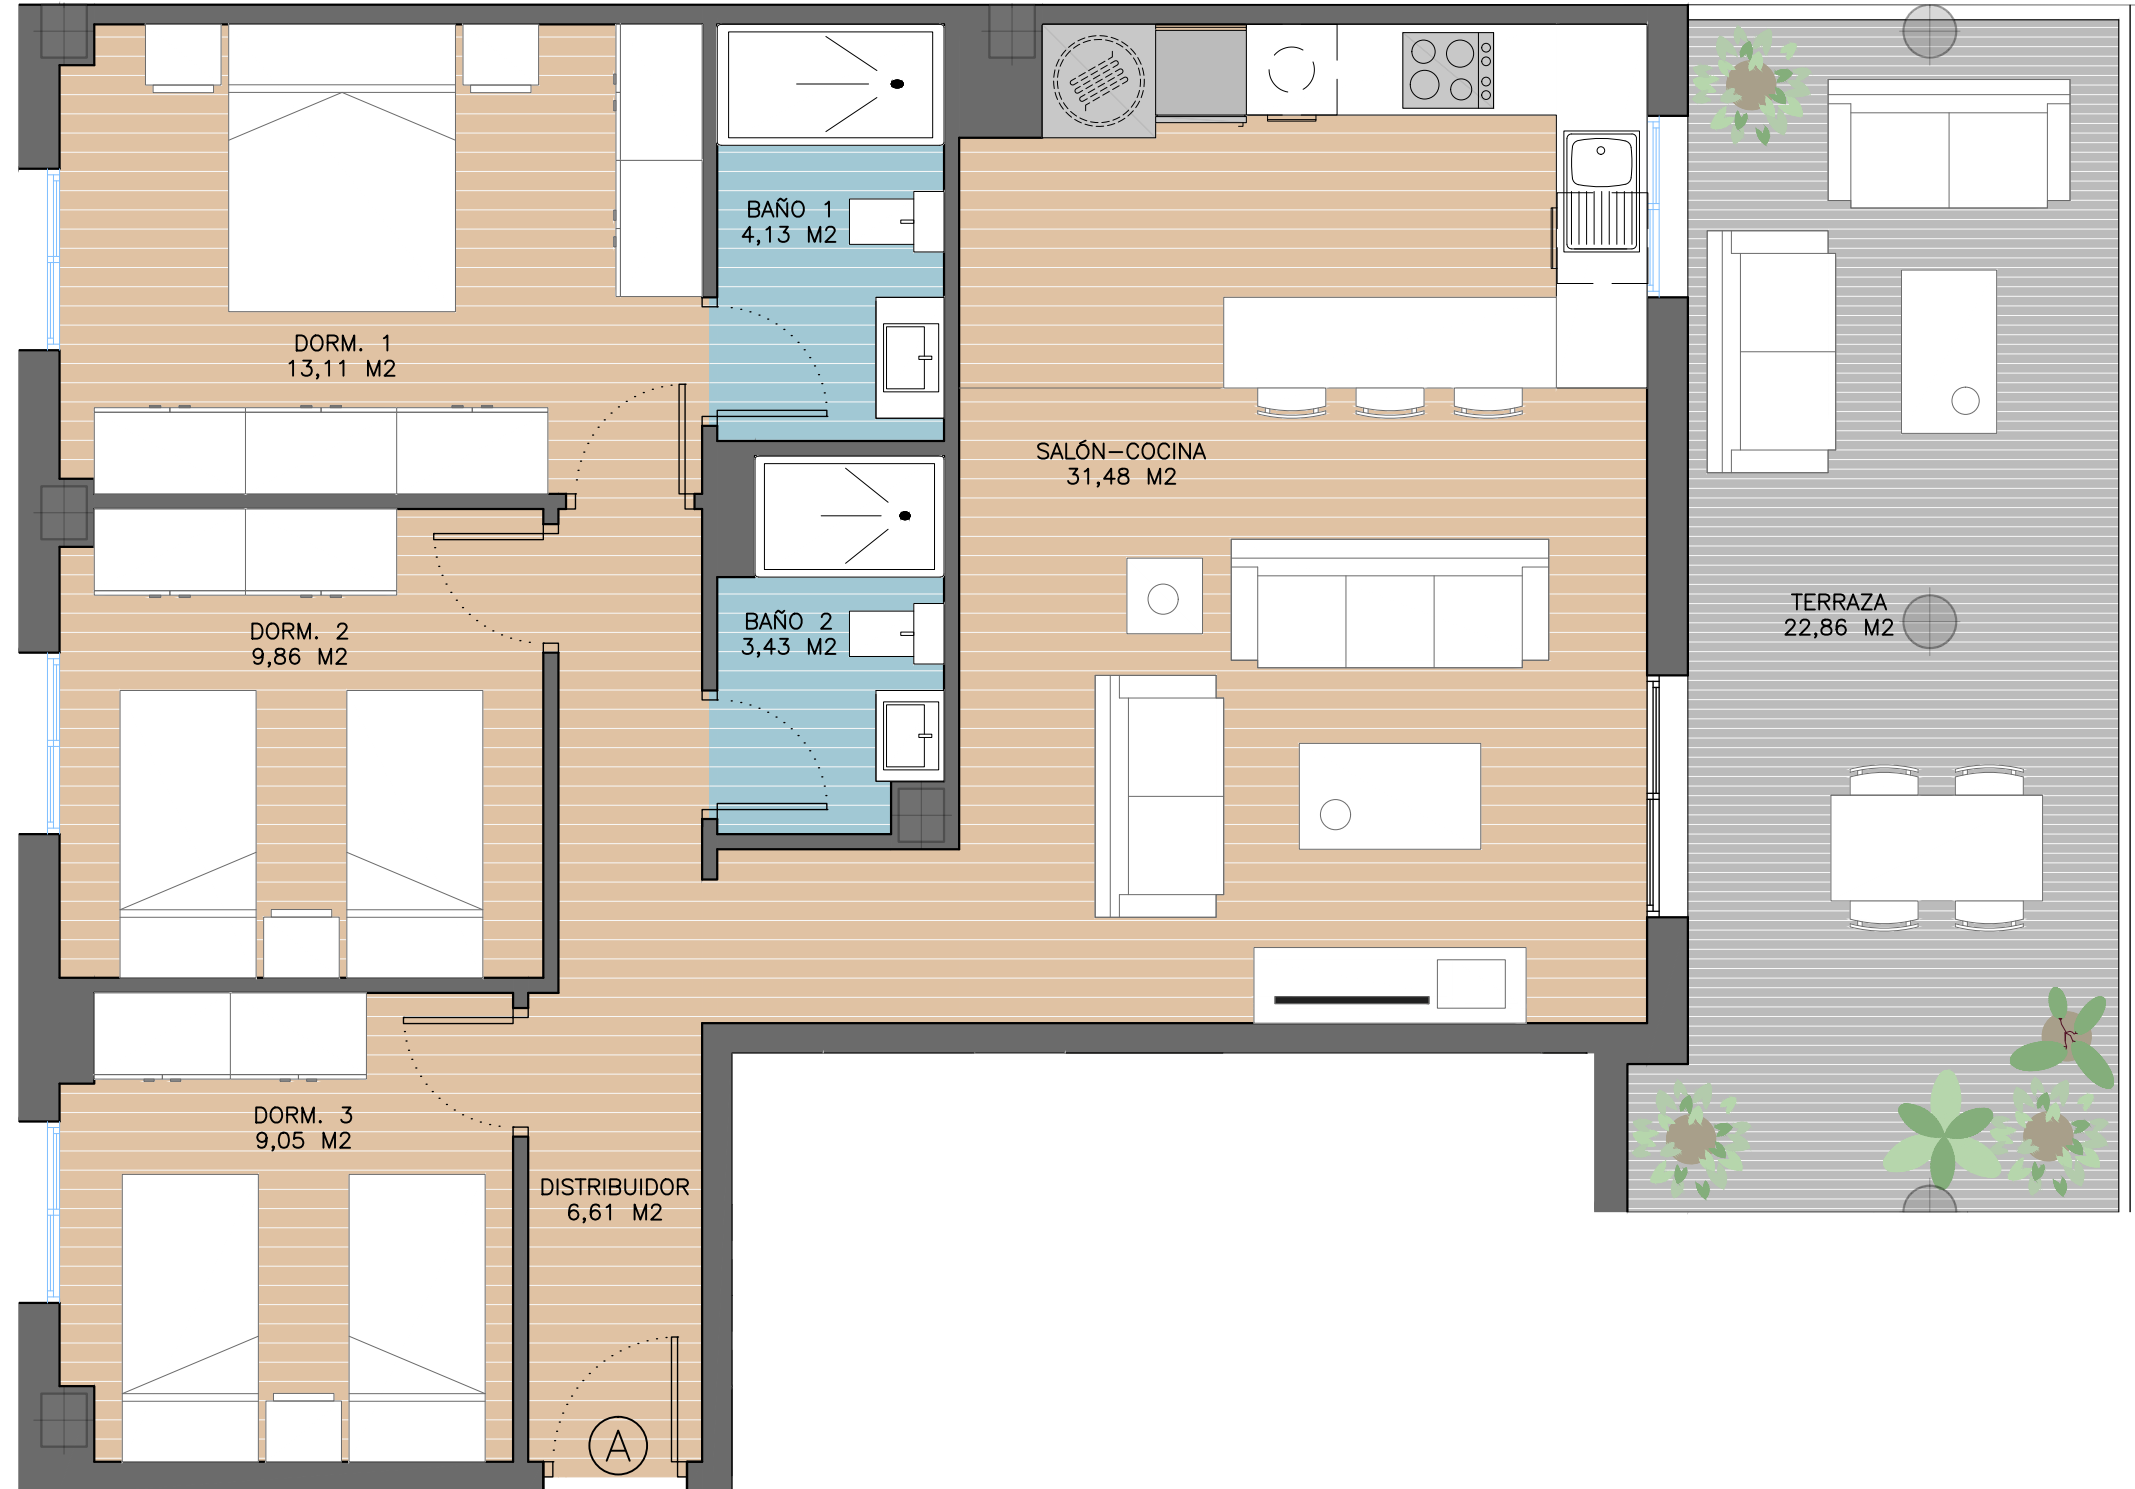 BAÑO 1
4,13 M2
DORM. 1
13,11 M2
SALÓN-COCINA
31,48 M2
DORM. 2
9,86 M2
BAÑO 2
3,43 M2
TERRAZA
22,86 M2
DORM. 3
9,05 M2
DISTRIBUIDOR
6,61 M2
A